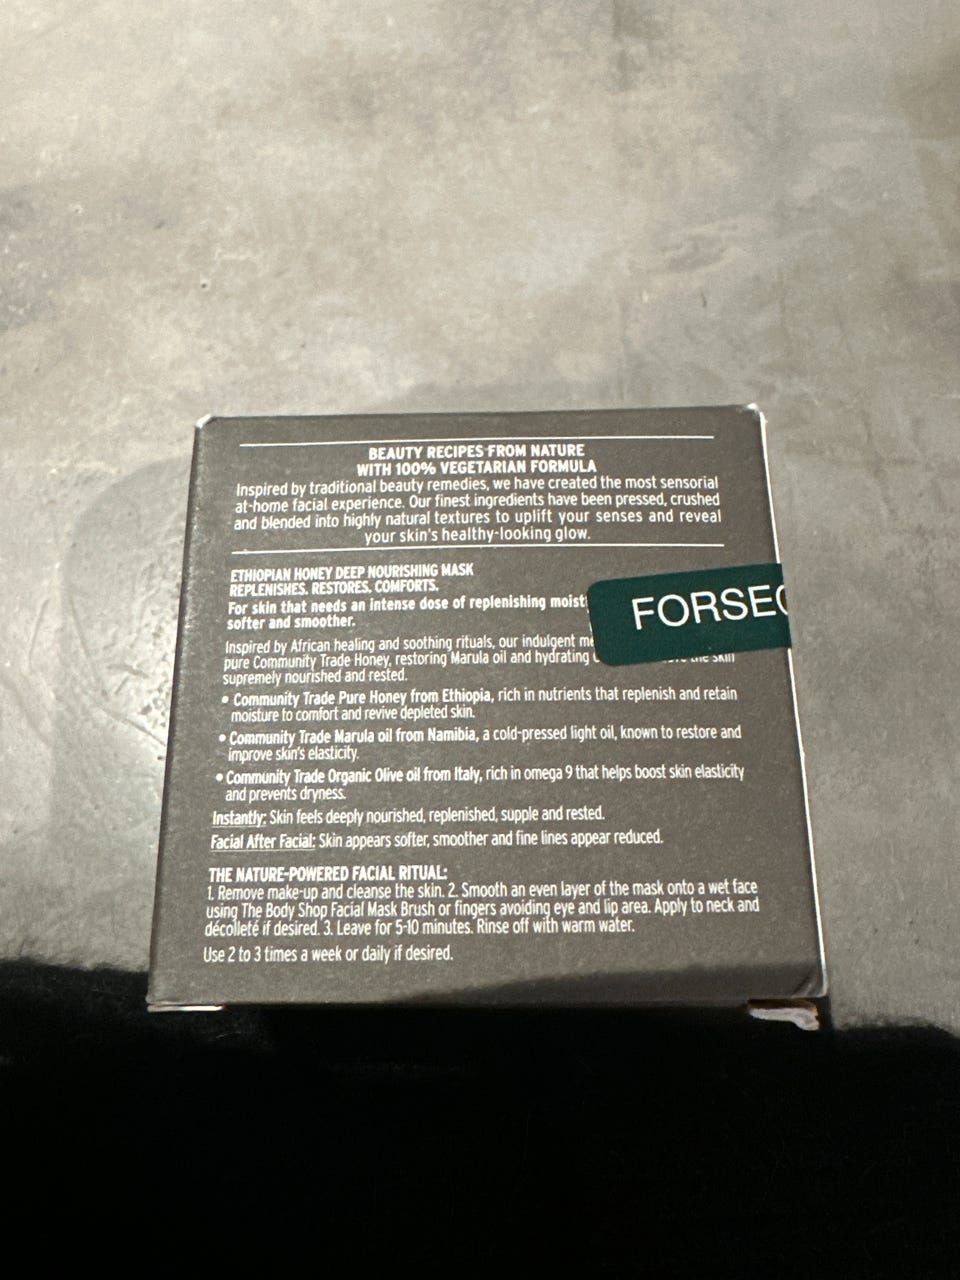 BEAUTY RECIPES FROM NATURE
WITH 100% VEGETARIAN FORMULA
Inspired by traditional beauty remedies, we have created the most sensorial
at-home facial experience. Our finest ingredients have been pressed, crushed
and blended into highly natural textures to uplift your senses and reveal
your skin's healthy-looking glow.
ETHIOPIAN HONEY DEEP NOURISHING MASK
REPLENISHES. RESTORES. COMFORTS.
For skin that needs an intense dose of replenishing moist
softer and smoother.
FORSEC
Inspired by African healing and soothing rituals, our indulgent
pure Community Trade Honey, restoring Marula oil and hydrating
the skin
supremely nourished and rested.
• Community Trade Pure Honey from Ethiopia, rich in nutrients that replenish and retain
moisture to comfort and revive depleted skin.
• Community Trade Marula oil from Namibia, a cold-pressed light oil, known to restore and
improve skin's elasticity.
• Community Trade Organic Olive oil from Italy, rich in omega 9 that helps boost skin elasticity
and prevents dryness.
Instantly: Skin feels deeply nourished, replenished, supple and rested.
Facial After Facial: Skin appears softer, smoother and fine lines appear reduced.
THE NATURE-POWERED FACIAL RITUAL:
1. Remove make-up and cleanse the skin. 2. Smooth an even layer of the mask onto a wet face
using The Body Shop Facial Mask Brush or fingers avoiding eye and lip area. Apply to neck and
décolleté if desired. 3. Leave for 5-10 minutes. Rinse off with warm water.
Use 2 to 3 times a week or daily if desired.